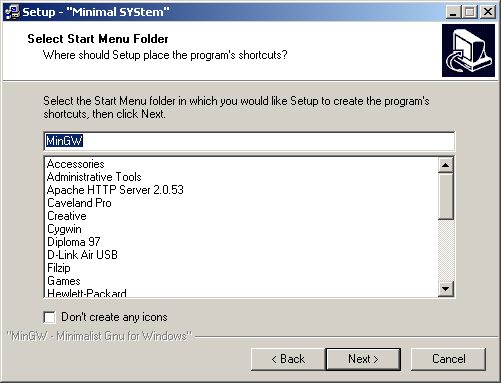 Setup - "Minimal SYStem"
Select Start Menu Folder
Where should Setup place the program's shortcuts?
Select the Start Menu folder in which you would like Setup to create the program's
shortcuts, then click Next.
MinGW
Accessories
Administrative Tools
Apache HTTP Server 2.0.53
Caveland Pro
Creative
Cygwin
Diploma 97
D-Link Air USB
Filzip
Games
Hewlett-Packard
Don't create any icons
"MinGW - Minimalist Gnu for Windows"
< Back
Next >
Cancel